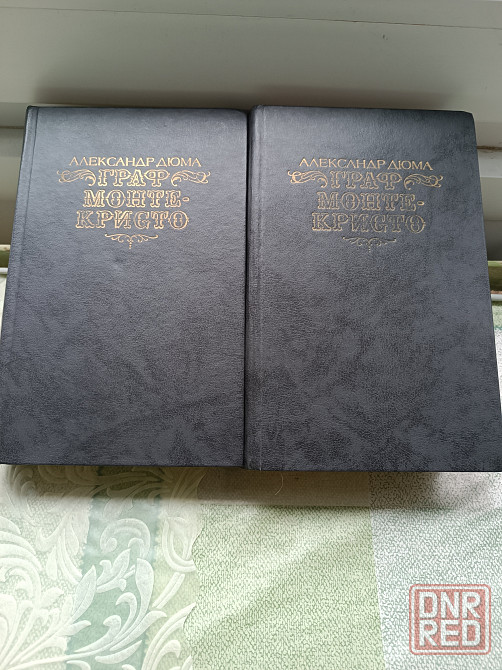 АЛЕКСАНДР ДЮМА
ГРАФ
МОНТЕ-
КРИСТО
АЛЕКСАНДР ДЮМА
ГРАФ
МОНТЕ-
КРИСТО
DNR
RED